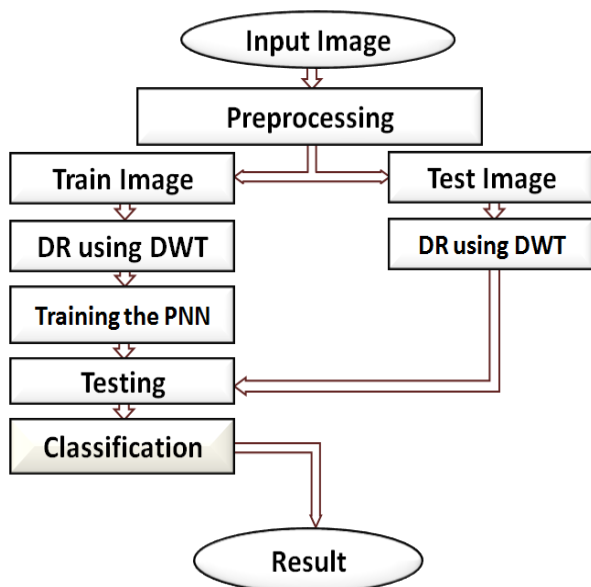 Input Image
Preprocessing
Train Image
Test Image
DR using DWT
DR using DWT
Training the PNN
Testing
Classification
Result